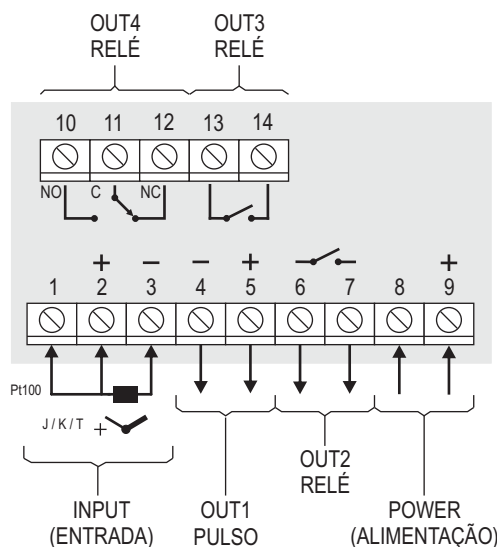 OUT4 OUT3
RELÉ RELÉ
10 11 12 13 14
NO C NC
+ − − + +
1 2 3 4 5 6 7 8 9
Pt100
J / K / T +
OUT2
RELÉ
INPUT OUT1 POWER
(ENTRADA) PULSO (ALIMENTAÇÃO)